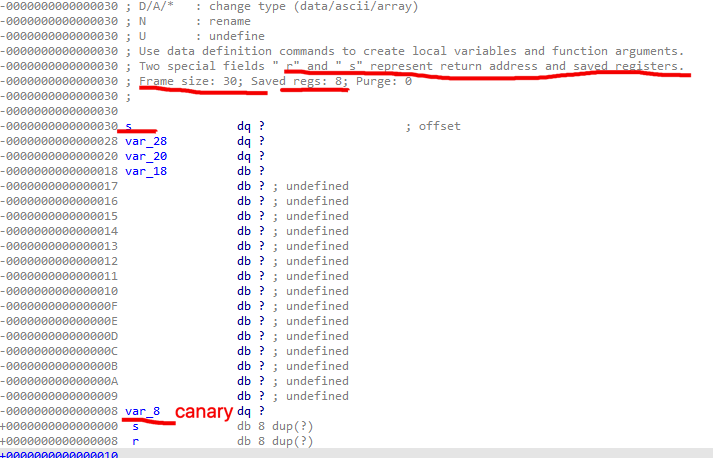 -0000000000000030 ; D/A/* : change type (data/ascii/array)
-0000000000000030 ; N : rename
-0000000000000030 ; U : undefine
-0000000000000030 ; Use data definition commands to create local variables and function arguments.
-0000000000000030 ; Two special fields " r" and " s" represent return address and saved registers.
-0000000000000030 ; Frame size: 30; Saved regs: 8; Purge: 0
-0000000000000030 ;
-0000000000000030
-0000000000000030 s dq ? ; offset
-0000000000000028 var_28 dq ?
-0000000000000020 var_20 dq ?
-0000000000000018 var_18 db ?
-0000000000000017 db ? ; undefined
-0000000000000016 db ? ; undefined
-0000000000000015 db ? ; undefined
-0000000000000014 db ? ; undefined
-0000000000000013 db ? ; undefined
-0000000000000012 db ? ; undefined
-0000000000000011 db ? ; undefined
-0000000000000010 db ? ; undefined
-000000000000000F db ? ; undefined
-000000000000000E db ? ; undefined
-000000000000000D db ? ; undefined
-000000000000000C db ? ; undefined
-000000000000000B db ? ; undefined
-000000000000000A db ? ; undefined
-0000000000000009 db ? ; undefined
-0000000000000008 var_8 canary dq ?
+0000000000000000 s db 8 dup(?)
+0000000000000008 r db 8 dup(?)
+0000000000000010